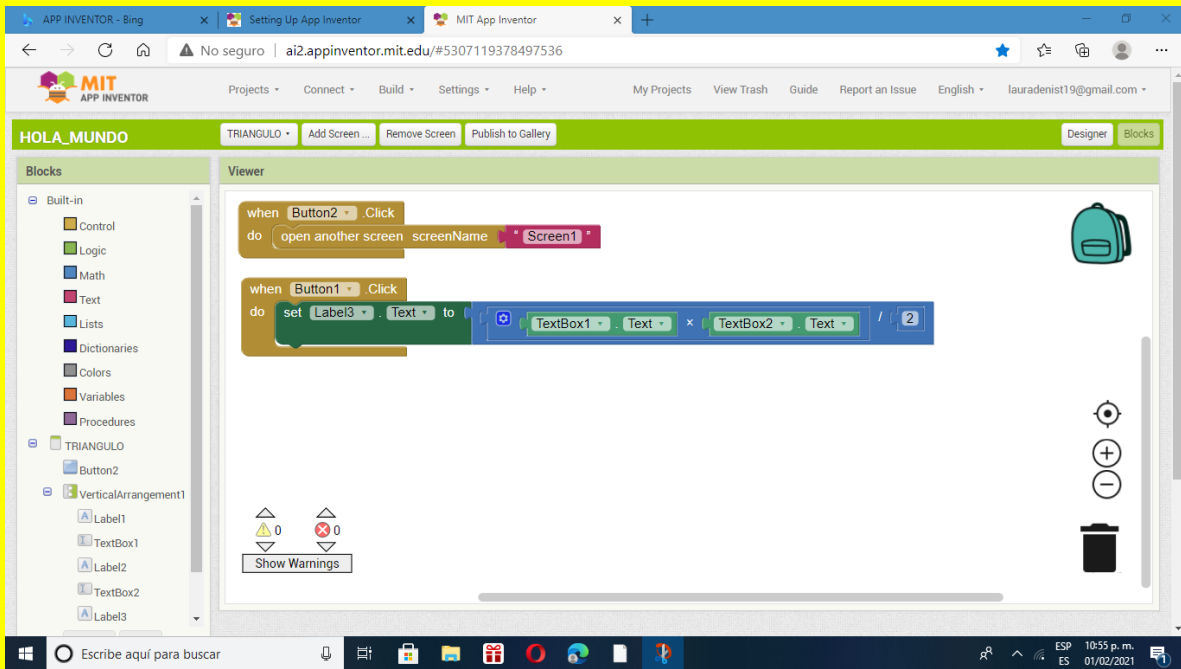 APP INVENTOR - Bing
Setting Up App Inventor
MIT App Inventor
No seguro | ai2.appinventor.mit.edu/#5307119378497536
MIT
APP INVENTOR
Projects Connect Build Settings Help My Projects View Trash Guide Report an Issue English lauradenist19@gmail.com
HOLA_MUNDO
TRIANGULO Add Screen ... Remove Screen Publish to Gallery Designer Blocks
Blocks
Viewer
Built-in
Control
Logic
Math
Text
Lists
Dictionaries
Colors
Variables
Procedures
TRIANGULO
Button2
VerticalArrangement1
Label1
TextBox1
Label2
TextBox2
Label3
when Button2 .Click
do open another screen screenName " Screen1 "
when Button1 .Click
do set Label3 . Text to TextBox1 . Text × TextBox2 . Text / 2
0 0
Show Warnings
Escribe aquí para buscar
ESP 10:55 p. m.
ES 01/02/2021
1